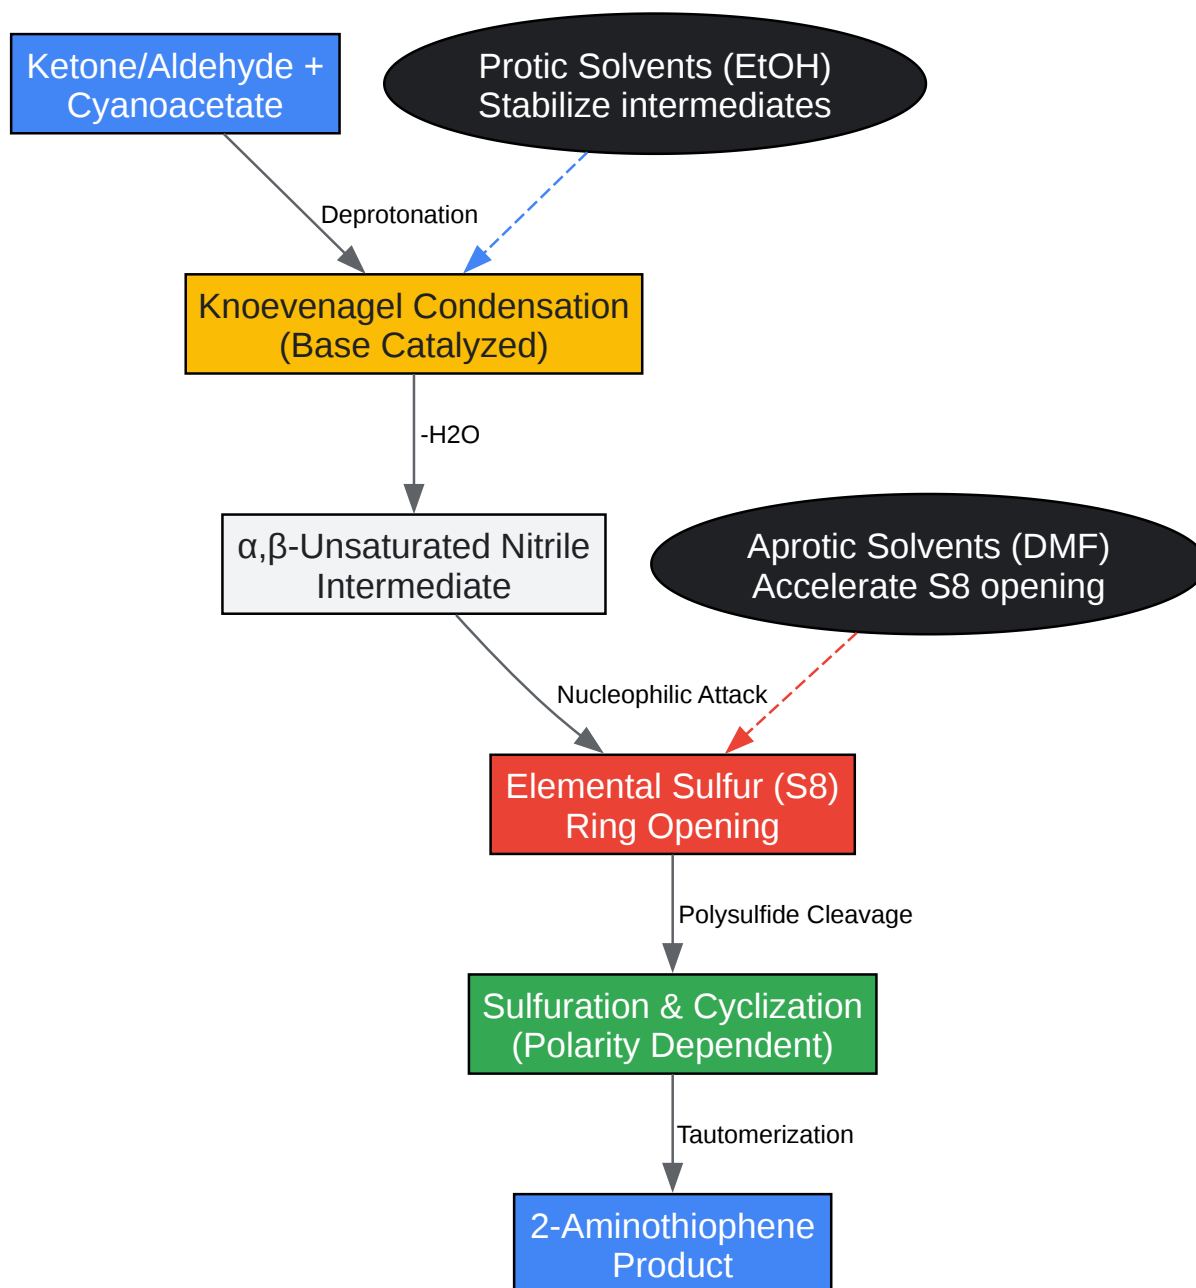 Ketone/Aldehyde +
Cyanoacetate
Protic Solvents (EtOH)
Stabilize intermediates
Deprotonation
Knoevenagel Condensation
(Base Catalyzed)
-H2O
α,β-Unsaturated Nitrile
Intermediate
Aprotic Solvents (DMF)
Accelerate S8 opening
Nucleophilic Attack
Elemental Sulfur (S8)
Ring Opening
Polysulfide Cleavage
Sulfuration & Cyclization
(Polarity Dependent)
Tautomerization
2-Aminothiophene
Product